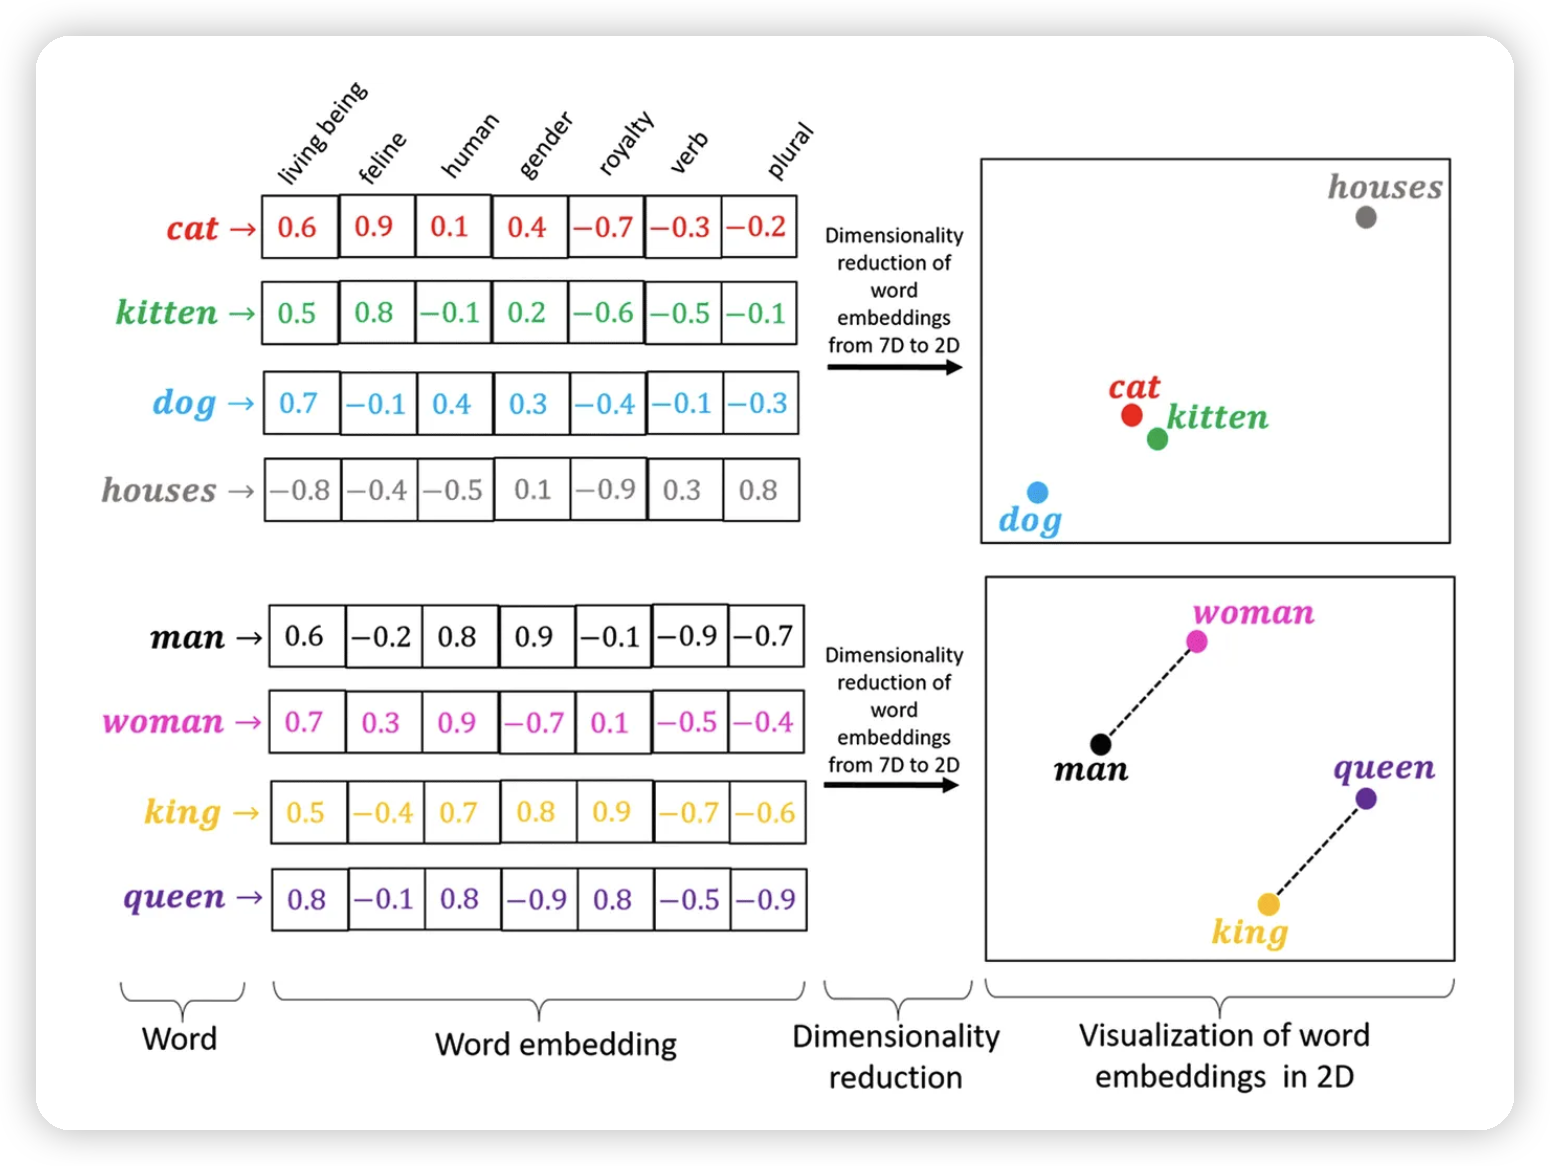 living being feline human gender royalty verb plural
cat → 0.6 0.9 0.1 0.4 −0.7 −0.3 −0.2
kitten → 0.5 0.8 −0.1 0.2 −0.6 −0.5 −0.1
dog → 0.7 −0.1 0.4 0.3 −0.4 −0.1 −0.3
houses → −0.8 −0.4 −0.5 0.1 −0.9 0.3 0.8
Dimensionality
reduction of
word
embeddings
from 7D to 2D
houses
cat
kitten
dog
man → 0.6 −0.2 0.8 0.9 −0.1 −0.9 −0.7
woman → 0.7 0.3 0.9 −0.7 0.1 −0.5 −0.4
king → 0.5 −0.4 0.7 0.8 0.9 −0.7 −0.6
queen → 0.8 −0.1 0.8 −0.9 0.8 −0.5 −0.9
Dimensionality
reduction of
word
embeddings
from 7D to 2D
woman
man
queen
king
Word
Word embedding
Dimensionality
reduction
Visualization of word
embeddings in 2D